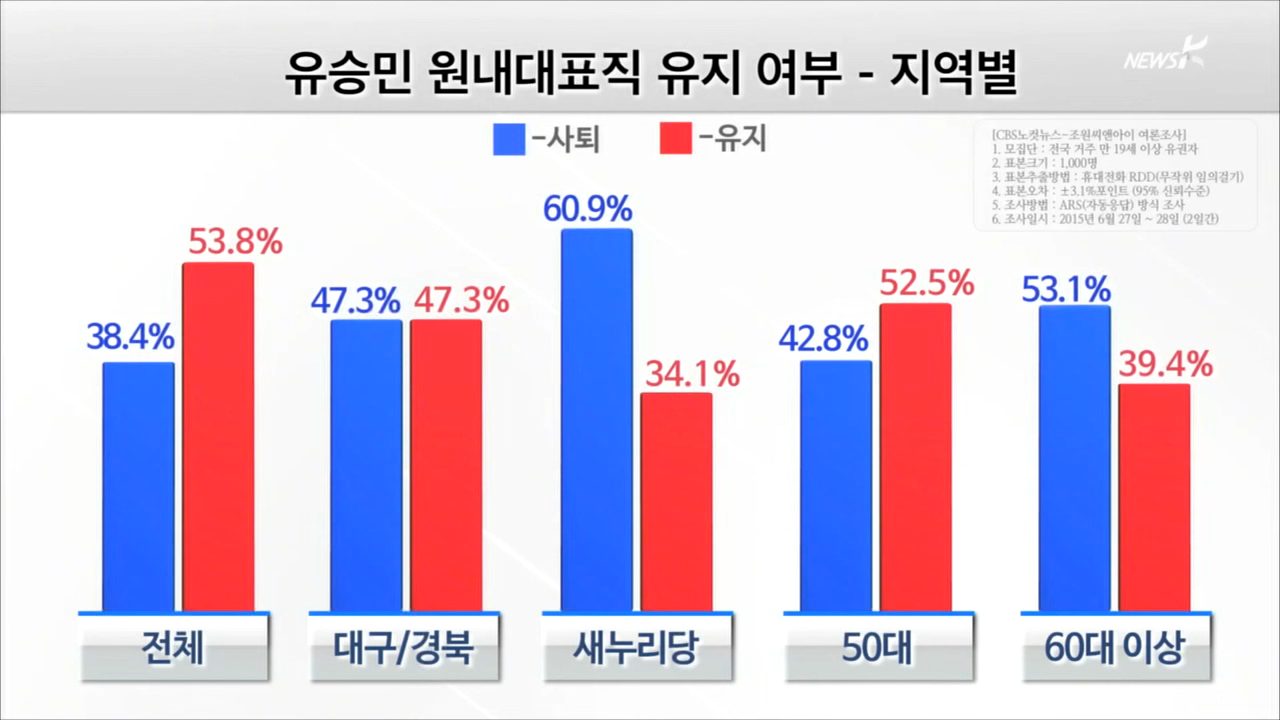 유승민 원내대표직 유지 여부 - 지역별
NEWS K
-사퇴 -유지
[CBS노컷뉴스-조원씨앤아이 여론조사]
1. 모집단 : 전국 거주 만 19세 이상 유권자
2. 표본크기 : 1,000명
3. 표본추출방법 : 휴대전화 RDD(무작위 임의걸기)
4. 표본오차 : ±3.1%포인트 (95% 신뢰수준)
5. 조사방법 : ARS(자동응답) 방식 조사
6. 조사일시 : 2015년 6월 27일 ~ 28일 (2일간)
38.4% 53.8%
47.3% 47.3%
60.9% 34.1%
42.8% 52.5%
53.1% 39.4%
전체 대구/경북 새누리당 50대 60대 이상